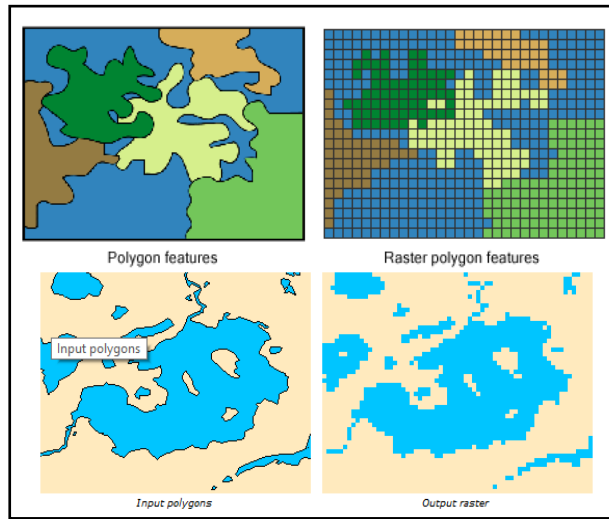 Polygon features
Raster polygon features
Input polygons
Input polygons
Output raster